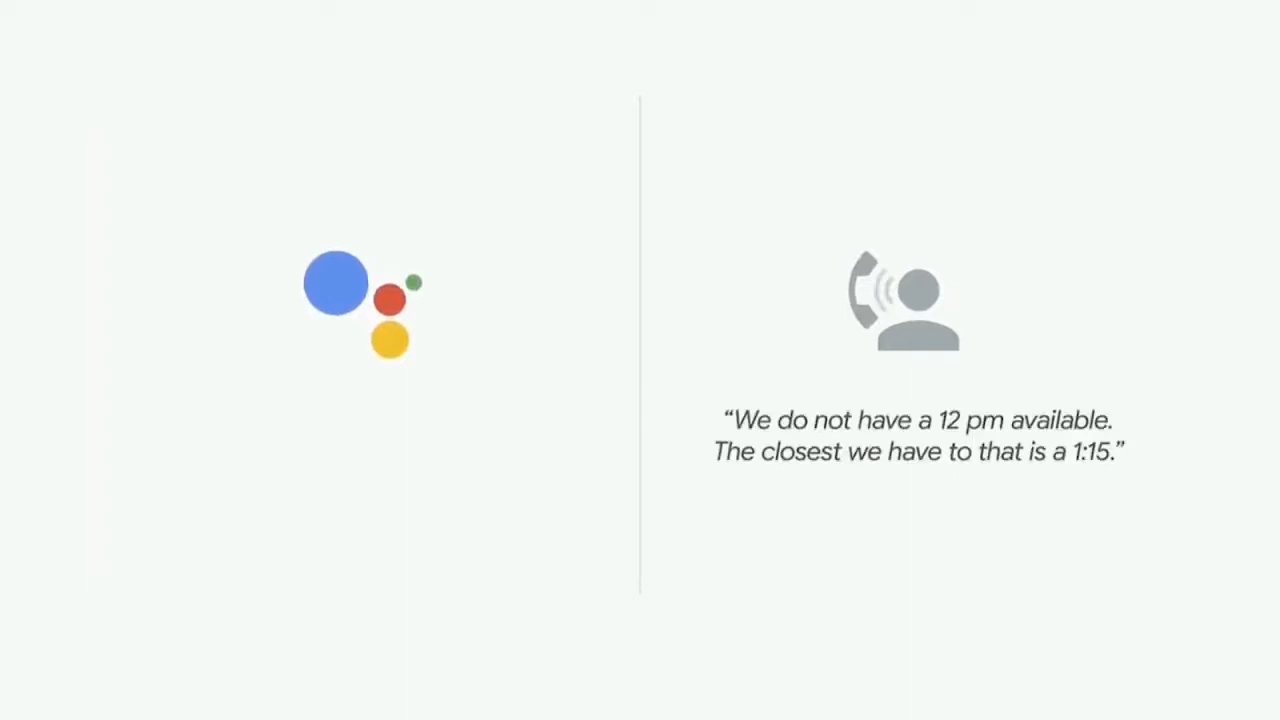 “We do not have a 12 pm available.
The closest we have to that is a 1:15.”